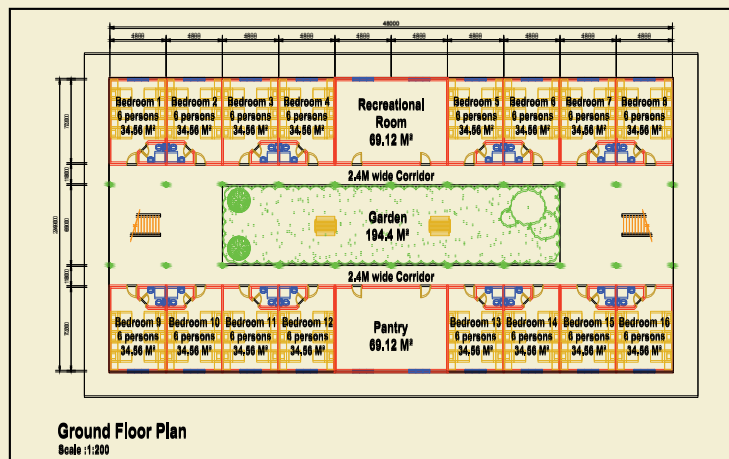 48000
4800 4800 4800 4800 4800 4800 4800 4800 4800 4800
Bedroom 1
6 persons
34.56 M²
Bedroom 2
6 persons
34.56 M²
Bedroom 3
6 persons
34.56 M²
Bedroom 4
6 persons
34.56 M²
Recreational
Room
69.12 M²
Bedroom 5
6 persons
34.56 M²
Bedroom 6
6 persons
34.56 M²
Bedroom 7
6 persons
34.56 M²
Bedroom 8
6 persons
34.56 M²
2.4M wide Corridor
Garden
194.4 M²
2.4M wide Corridor
Bedroom 9
6 persons
34.56 M²
Bedroom 10
6 persons
34.56 M²
Bedroom 11
6 persons
34.56 M²
Bedroom 12
6 persons
34.56 M²
Pantry
69.12 M²
Bedroom 13
6 persons
34.56 M²
Bedroom 14
6 persons
34.56 M²
Bedroom 15
6 persons
34.56 M²
Bedroom 16
6 persons
34.56 M²
Ground Floor Plan
Scale :1:200